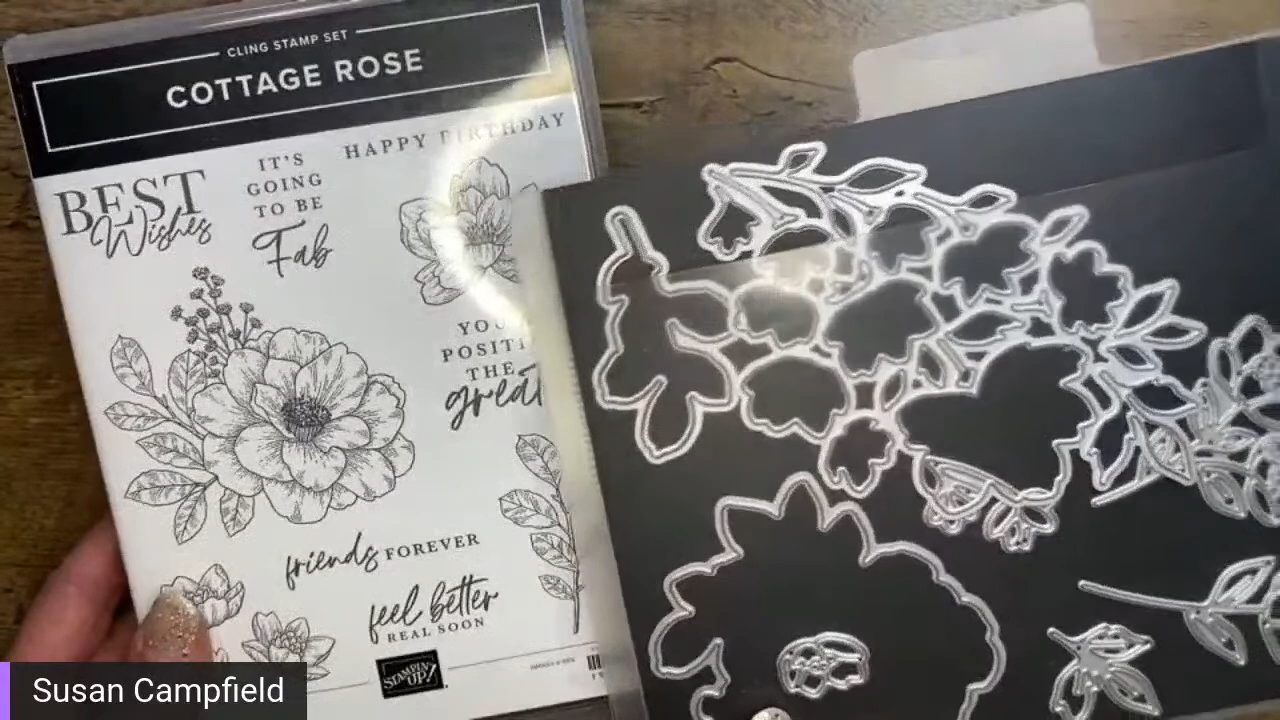 CLING STAMP SET
COTTAGE ROSE
HAPPY BIRTHDAY
BEST
Wishes
IT'S
GOING
TO BE
Fab
THE
great
friends FOREVER
feel better
REAL SOON
STAMPIN' UP!
Susan Campfield